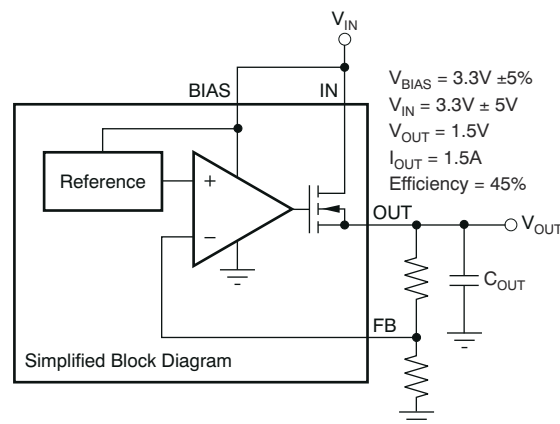 V_IN
BIAS
IN
V_BIAS = 3.3V ±5%
V_IN = 3.3V ± 5V
V_OUT = 1.5V
I_OUT = 1.5A
Efficiency = 45%
Reference
+
−
OUT
V_OUT
C_OUT
FB
Simplified Block Diagram